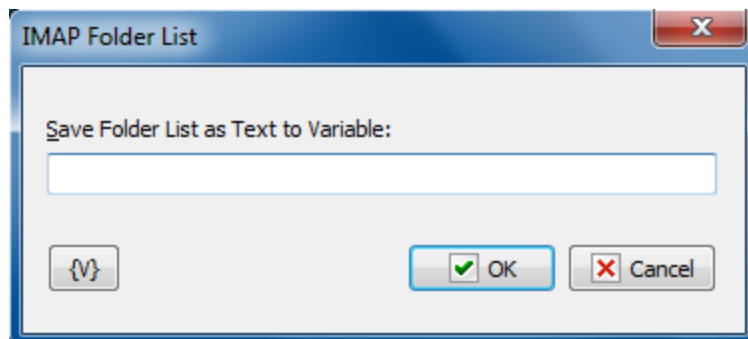 IMAP Folder List
Save Folder List as Text to Variable:
{V} OK Cancel